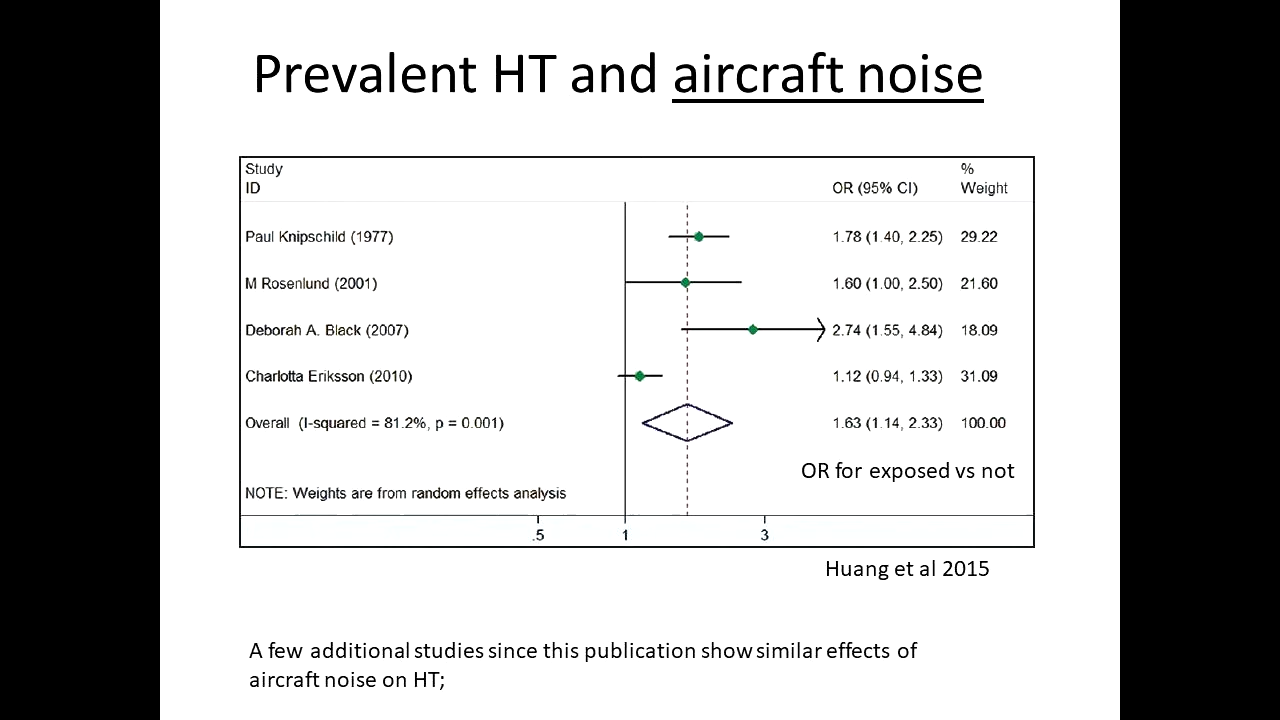 Prevalent HT and aircraft noise
Study %
ID OR (95% CI) Weight
Paul Knipschild (1977) 1.78 (1.40, 2.25) 29.22
M Rosenlund (2001) 1.60 (1.00, 2.50) 21.60
Deborah A. Black (2007) 2.74 (1.55, 4.84) 18.09
Charlotta Eriksson (2010) 1.12 (0.94, 1.33) 31.09
Overall (I-squared = 81.2%, p = 0.001) 1.63 (1.14, 2.33) 100.00
OR for exposed vs not
NOTE: Weights are from random effects analysis
.5 1 3
Huang et al 2015
A few additional studies since this publication show similar effects of
aircraft noise on HT;